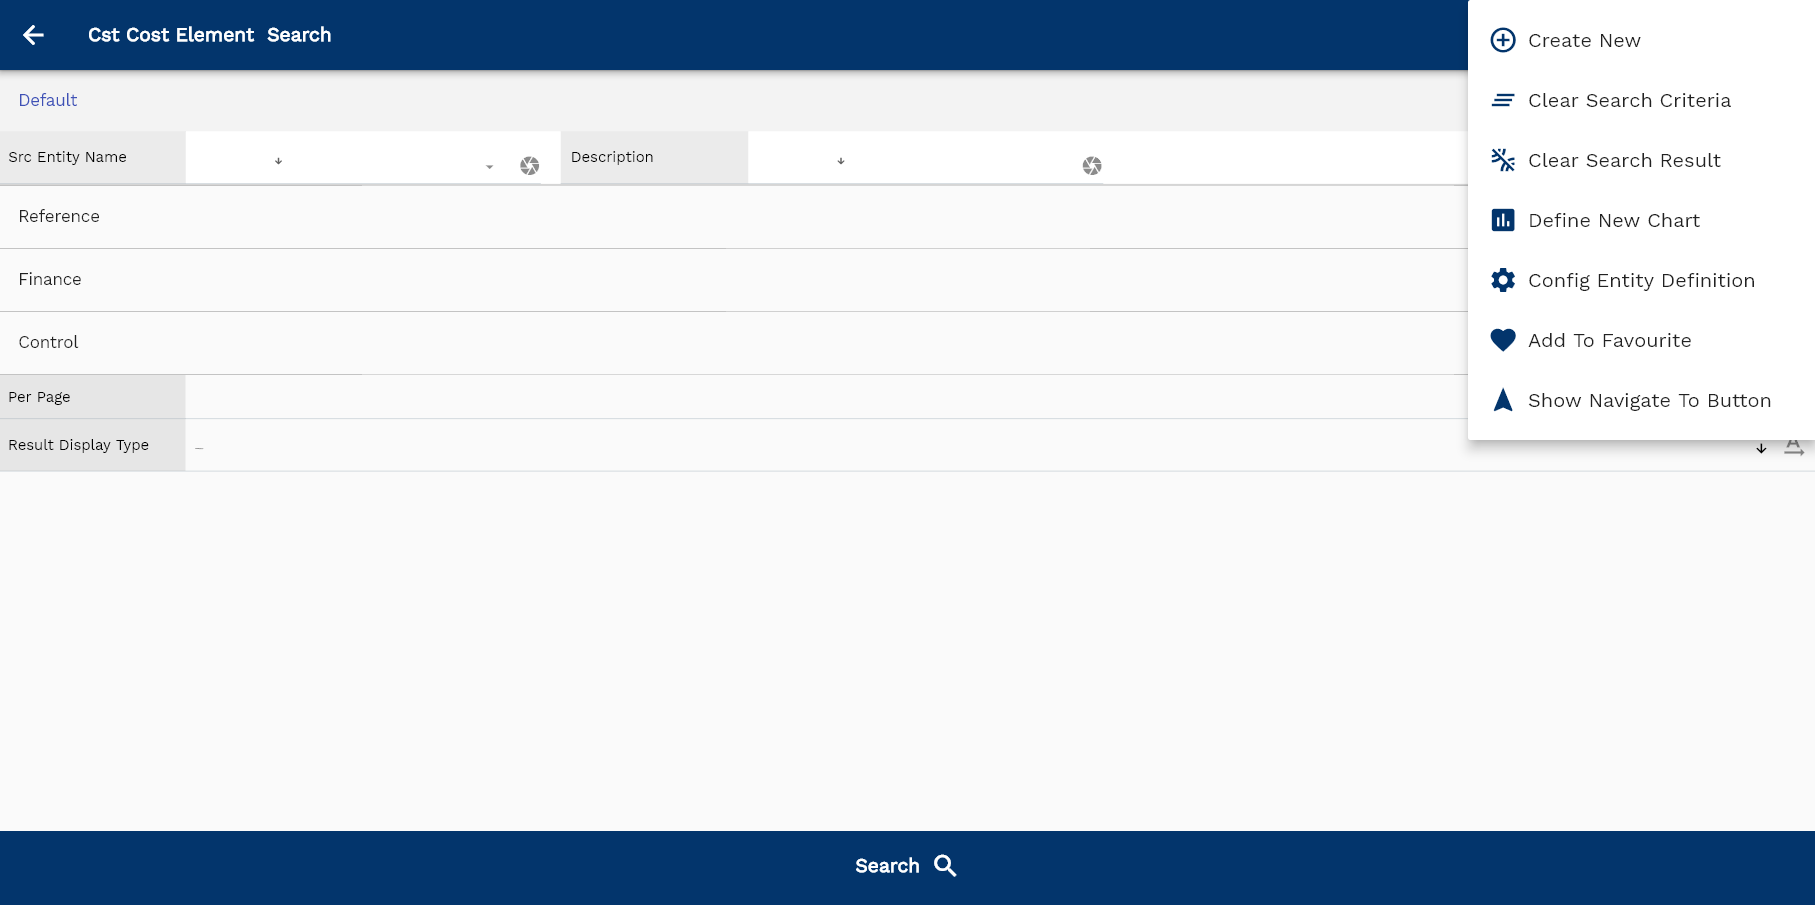 Cst Cost Element Search
Default
Src Entity Name
Description
Reference
Finance
Control
Per Page
Result Display Type
Create New
Clear Search Criteria
Clear Search Result
Define New Chart
Config Entity Definition
Add To Favourite
Show Navigate To Button
Search